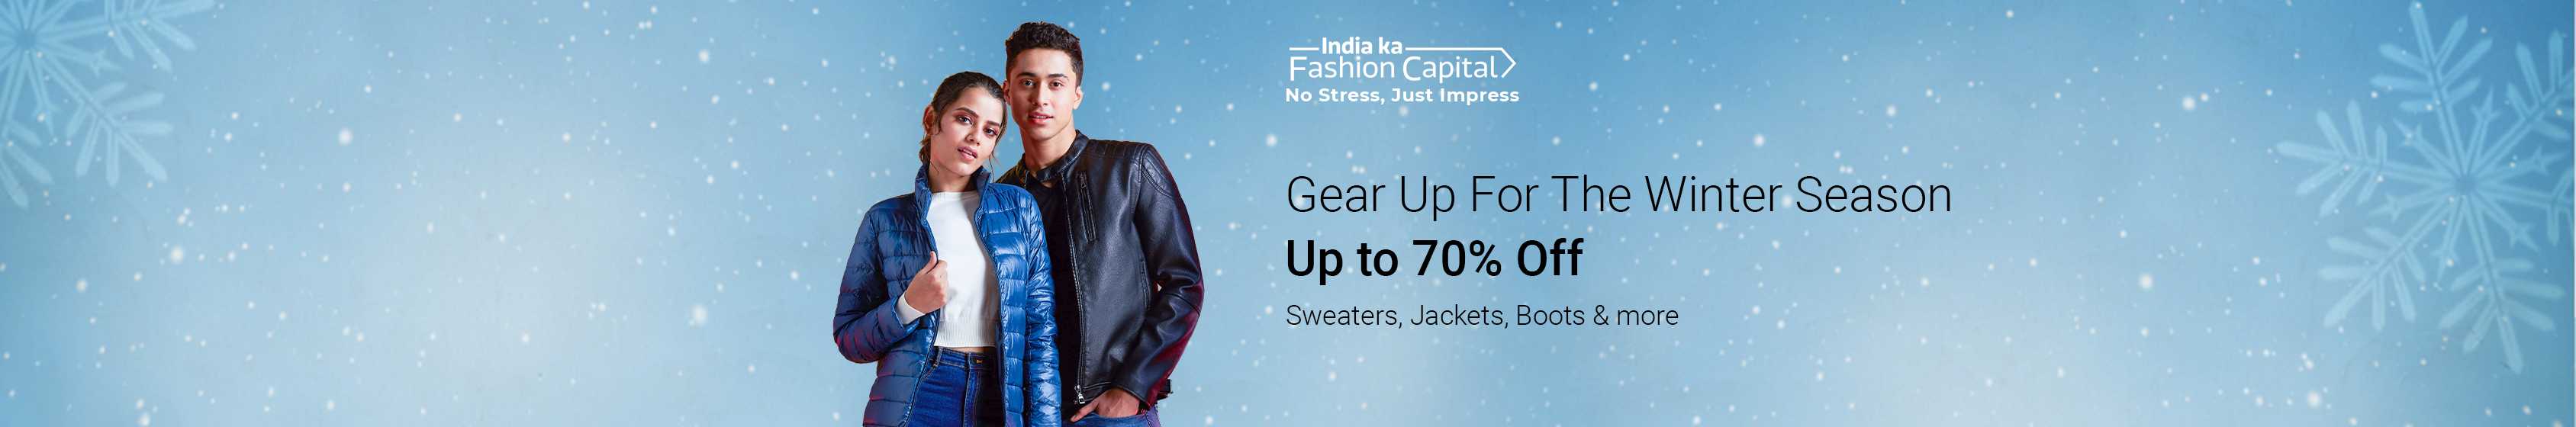 India ka
Fashion Capital
No Stress, Just Impress
Gear Up For The Winter Season
Up to 70% Off
Sweaters, Jackets, Boots & more